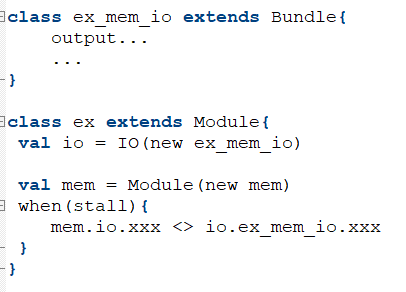 class ex_mem_io extends Bundle{
output...
...
}
class ex extends Module{
val io = IO(new ex_mem_io)
val mem = Module(new mem)
when(stall){
mem.io.xxx <> io.ex_mem_io.xxx
}
}